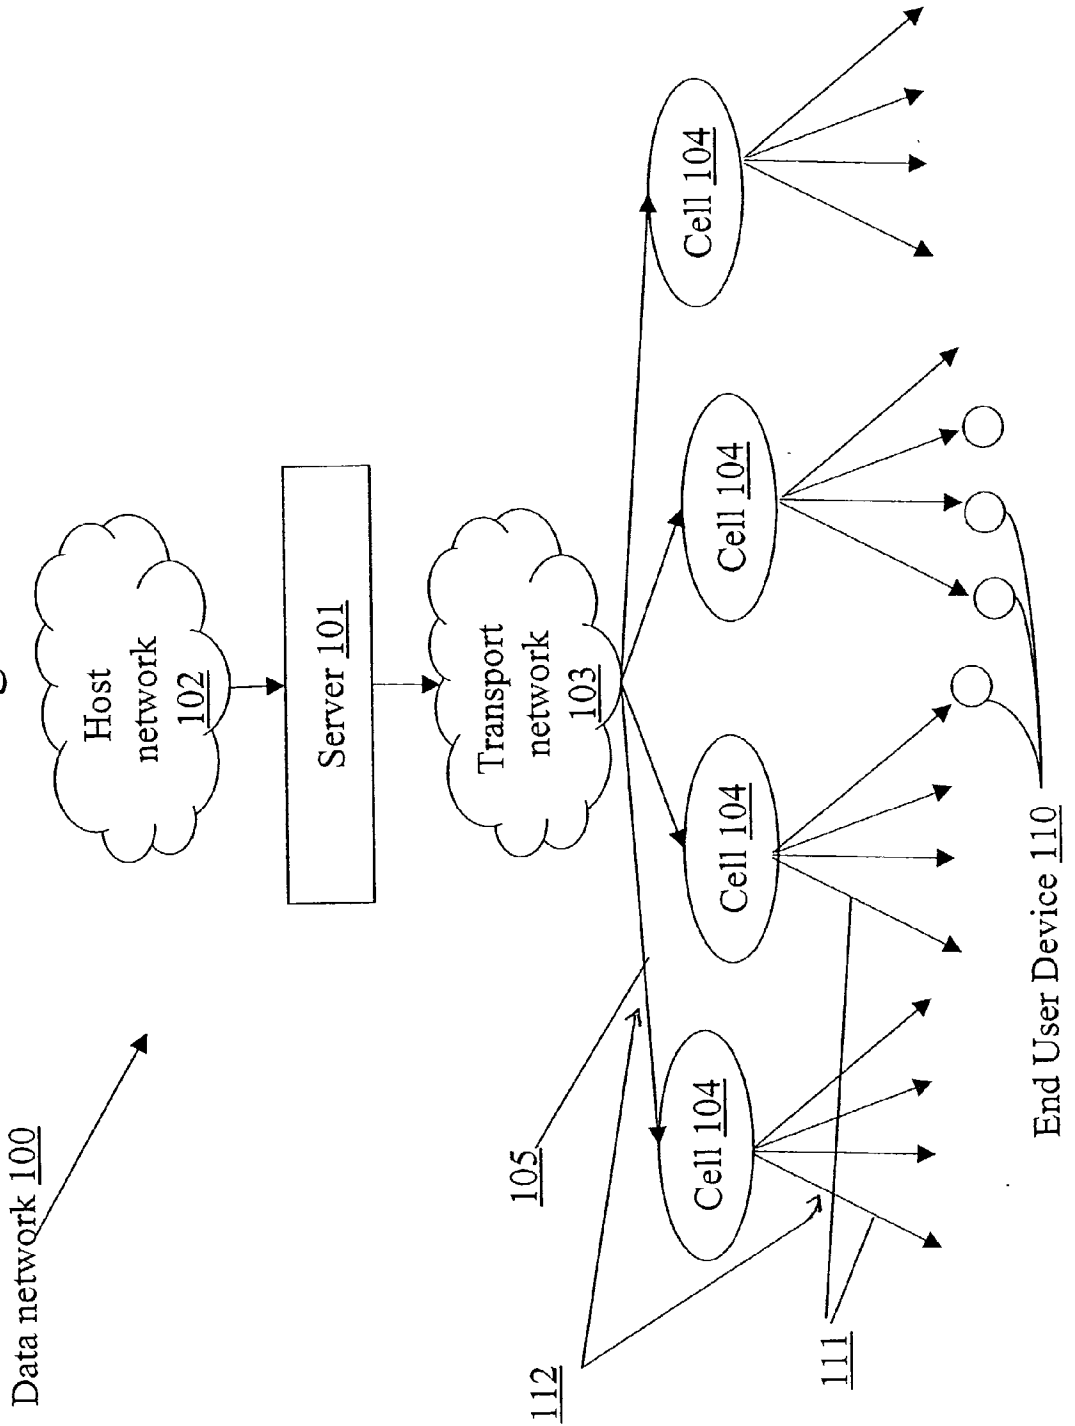 Data network 100
Host
network
102
Server 101
Transport
network
103
105
112
Cell 104
Cell 104
Cell 104
Cell 104
111
End User Device 110